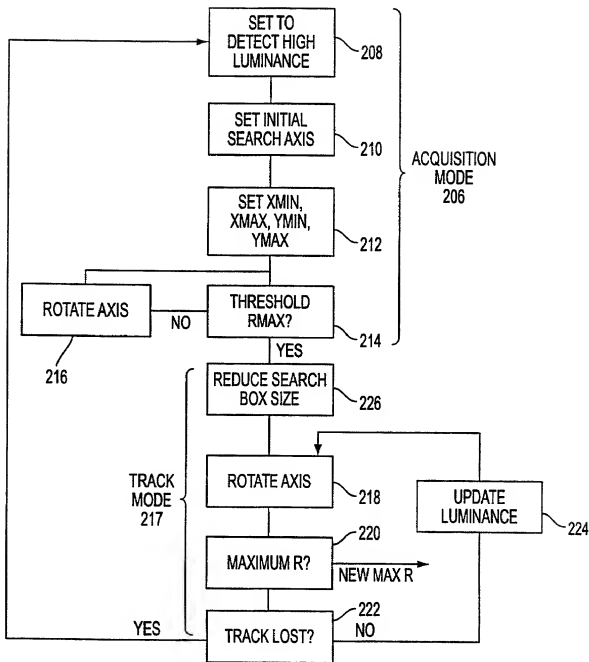 SET TO
DETECT HIGH
LUMINANCE
208
SET INITIAL
SEARCH AXIS
210
ACQUISITION
MODE
206
SET XMIN,
XMAX, YMIN,
YMAX
212
ROTATE AXIS
216
NO
THRESHOLD
RMAX?
214
YES
REDUCE SEARCH
BOX SIZE
226
TRACK
MODE
217
ROTATE AXIS
218
UPDATE
LUMINANCE
224
220
MAXIMUM R?
NEW MAX R
222
YES
TRACK LOST?
NO